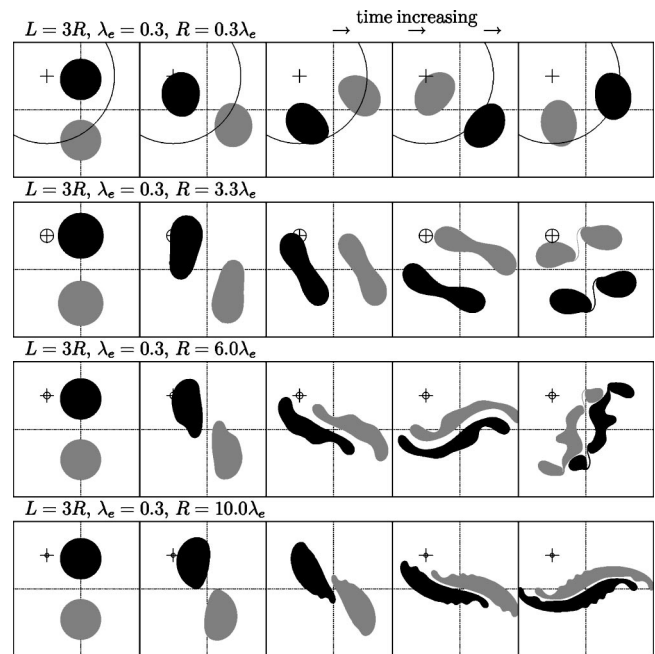 time increasing
L = 3R, λₑ = 0.3, R = 0.3λₑ → → →
L = 3R, λₑ = 0.3, R = 3.3λₑ
L = 3R, λₑ = 0.3, R = 6.0λₑ
L = 3R, λₑ = 0.3, R = 10.0λₑ